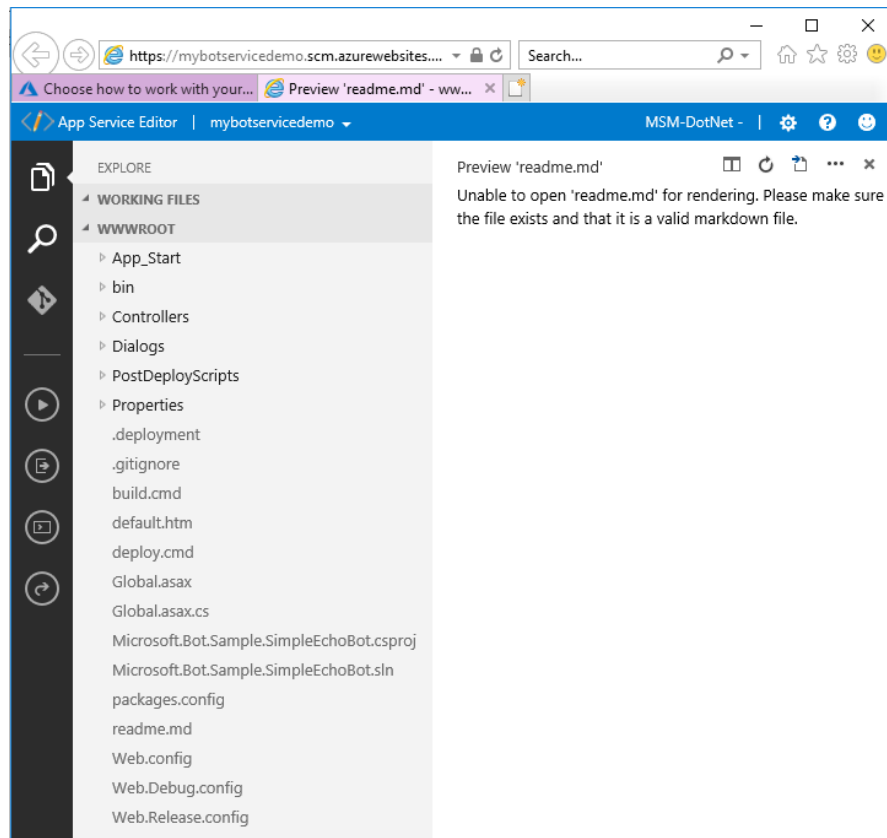 https://mybotservicedemo.scm.azurewebsites....
Search...
Choose how to work with your...
Preview 'readme.md' - ww...
App Service Editor | mybotservicedemo
MSM-DotNet - |
EXPLORE
WORKING FILES
WWWROOT
App_Start
bin
Controllers
Dialogs
PostDeployScripts
Properties
.deployment
.gitignore
build.cmd
default.htm
deploy.cmd
Global.asax
Global.asax.cs
Microsoft.Bot.Sample.SimpleEchoBot.csproj
Microsoft.Bot.Sample.SimpleEchoBot.sln
packages.config
readme.md
Web.config
Web.Debug.config
Web.Release.config
Preview 'readme.md'
Unable to open 'readme.md' for rendering. Please make sure
the file exists and that it is a valid markdown file.